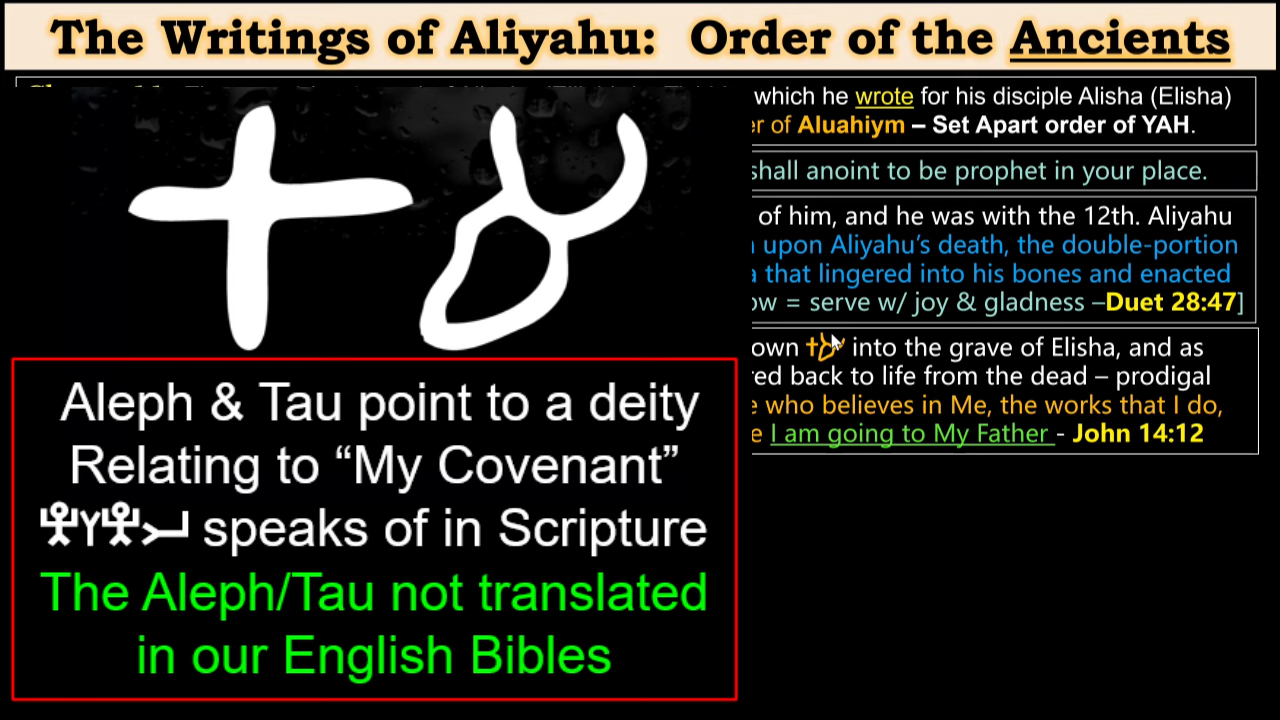 The Writings of Aliyahu: Order of the Ancients
which he wrote for his disciple Alisha (Elisha)
of Aluahiym – Set Apart order of YAH.
shall anoint to be prophet in your place.
of him, and he was with the 12th. Aliyahu
upon Aliyahu’s death, the double-portion
that lingered into his bones and enacted
= serve w/ joy & gladness –Duet 28:47]
into the grave of Elisha, and as
back to life from the dead – prodigal
who believes in Me, the works that I do,
I am going to My Father - John 14:12
Aleph & Tau point to a deity
Relating to “My Covenant”
speaks of in Scripture
The Aleph/Tau not translated
in our English Bibles